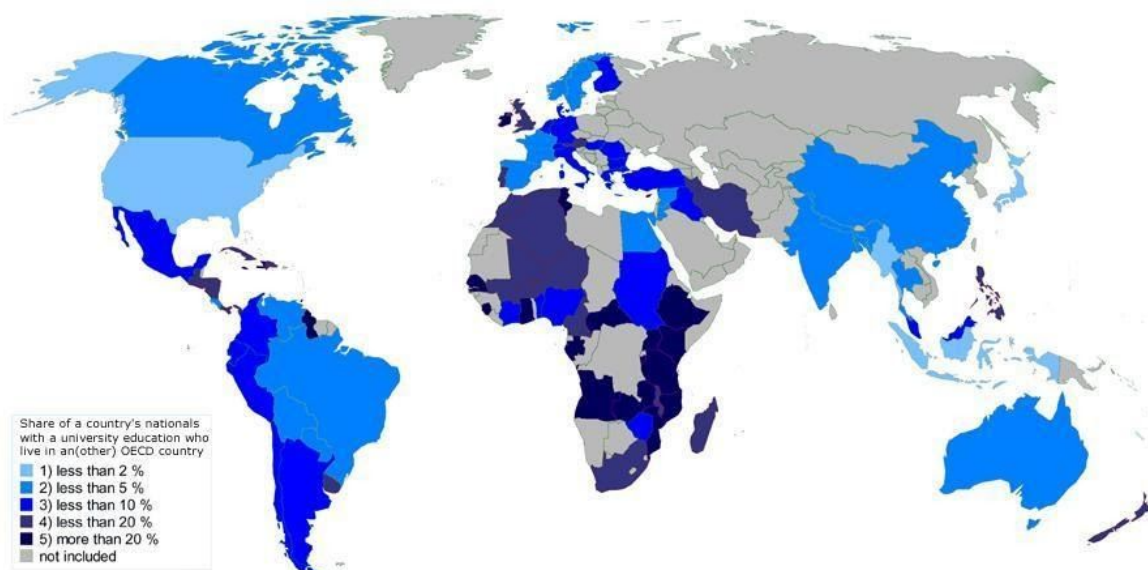 Share of a country's nationals
with a university education who
live in an(other) OECD country
1) less than 2 %
2) less than 5 %
3) less than 10 %
4) less than 20 %
5) more than 20 %
not included